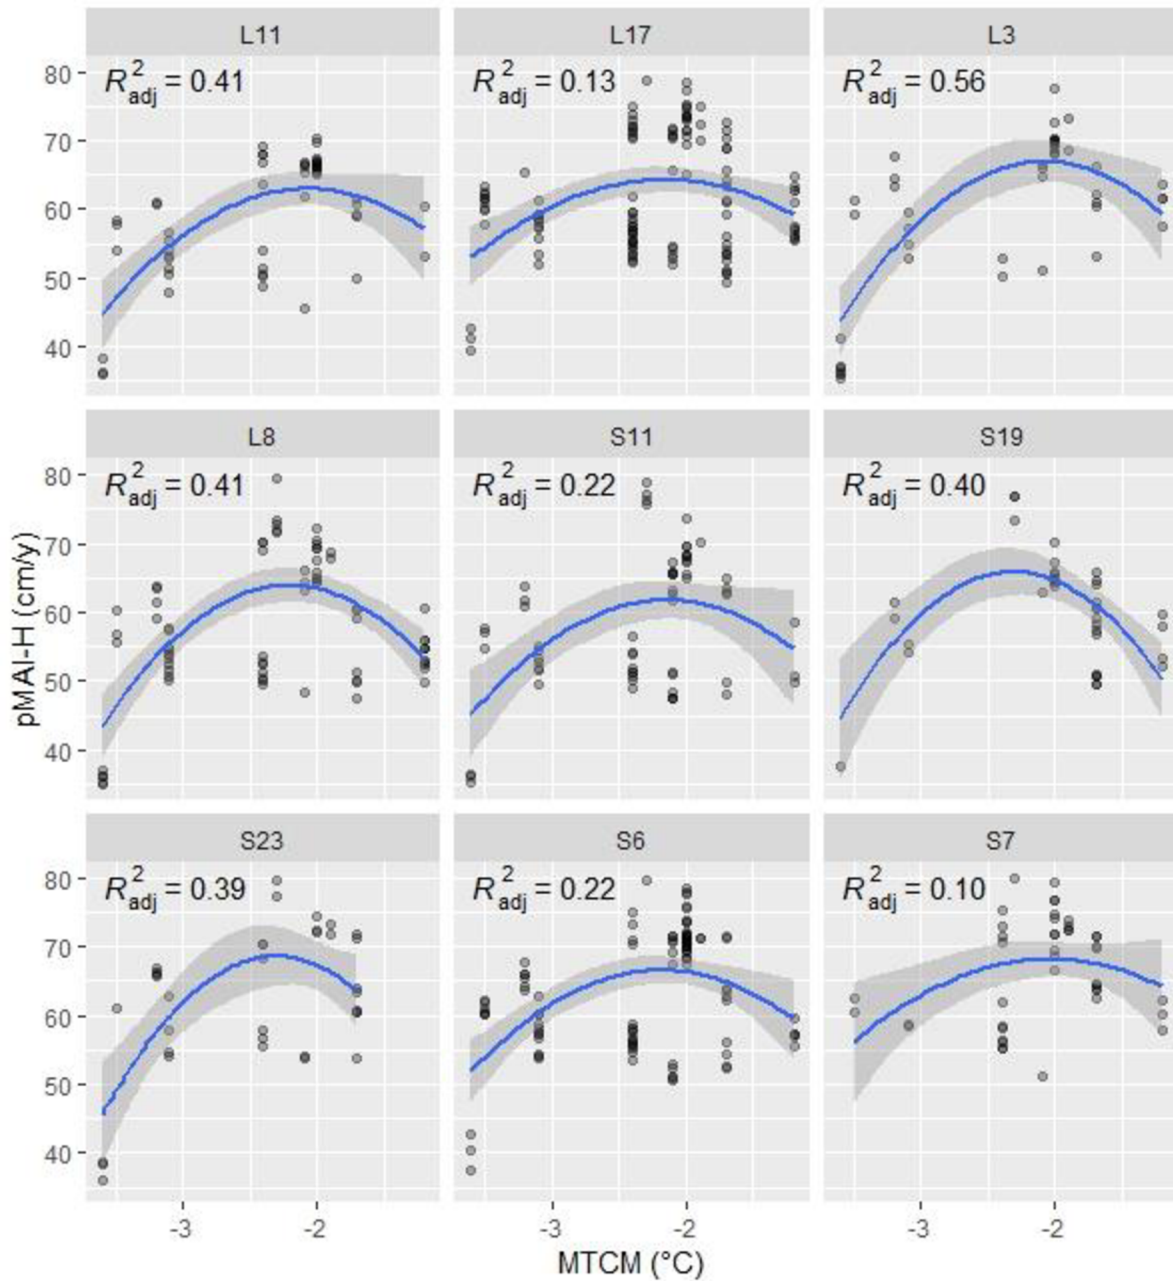 L11 L17 L3
R²adj = 0.41 R²adj = 0.13 R²adj = 0.56
80
70
60
50
40
L8 S11 S19
R²adj = 0.41 R²adj = 0.22 R²adj = 0.40
80
70
60
50
40
pMAI-H (cm/y)
S23 S6 S7
R²adj = 0.39 R²adj = 0.22 R²adj = 0.10
80
70
60
50
40
-3 -2 -3 -2 -3 -2
MTCM (°C)